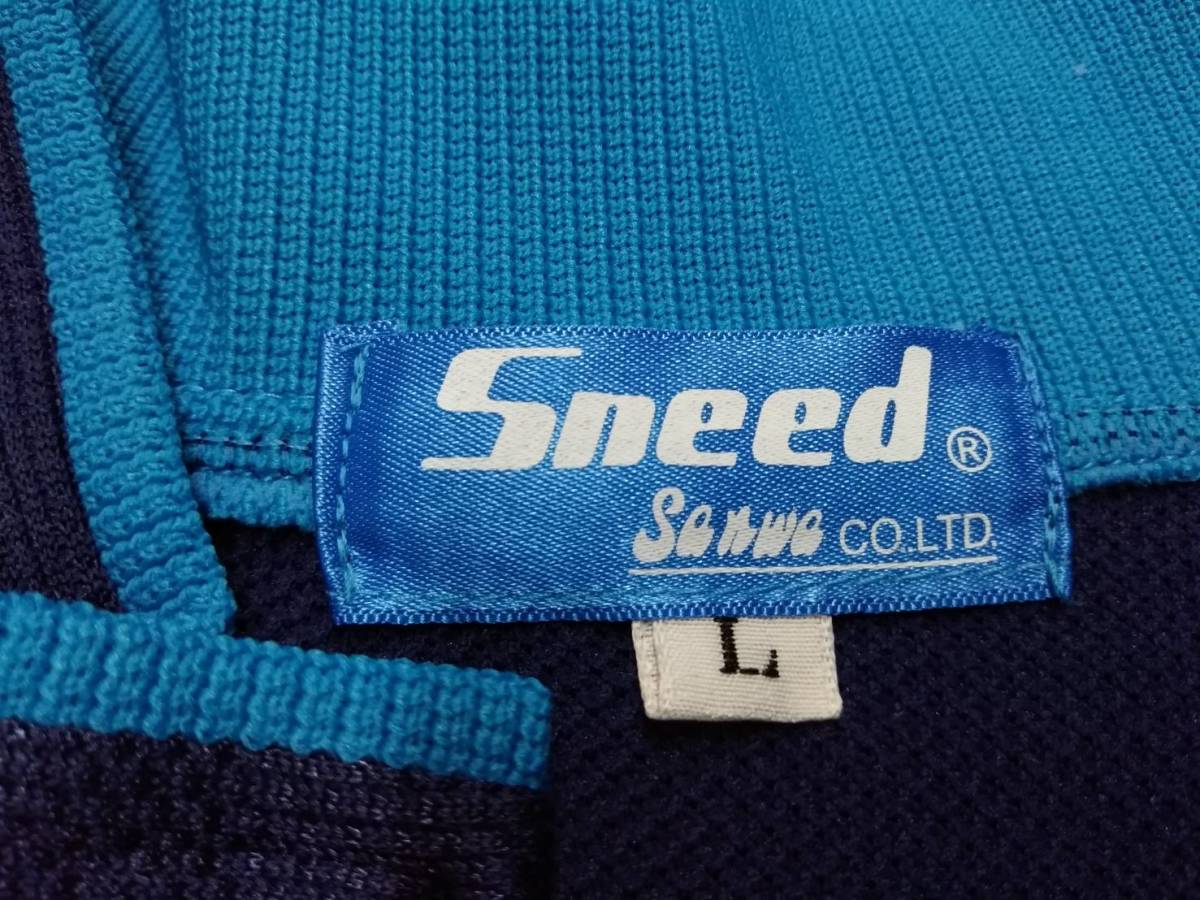 Sneed ®
Sanwa CO.,LTD.
L